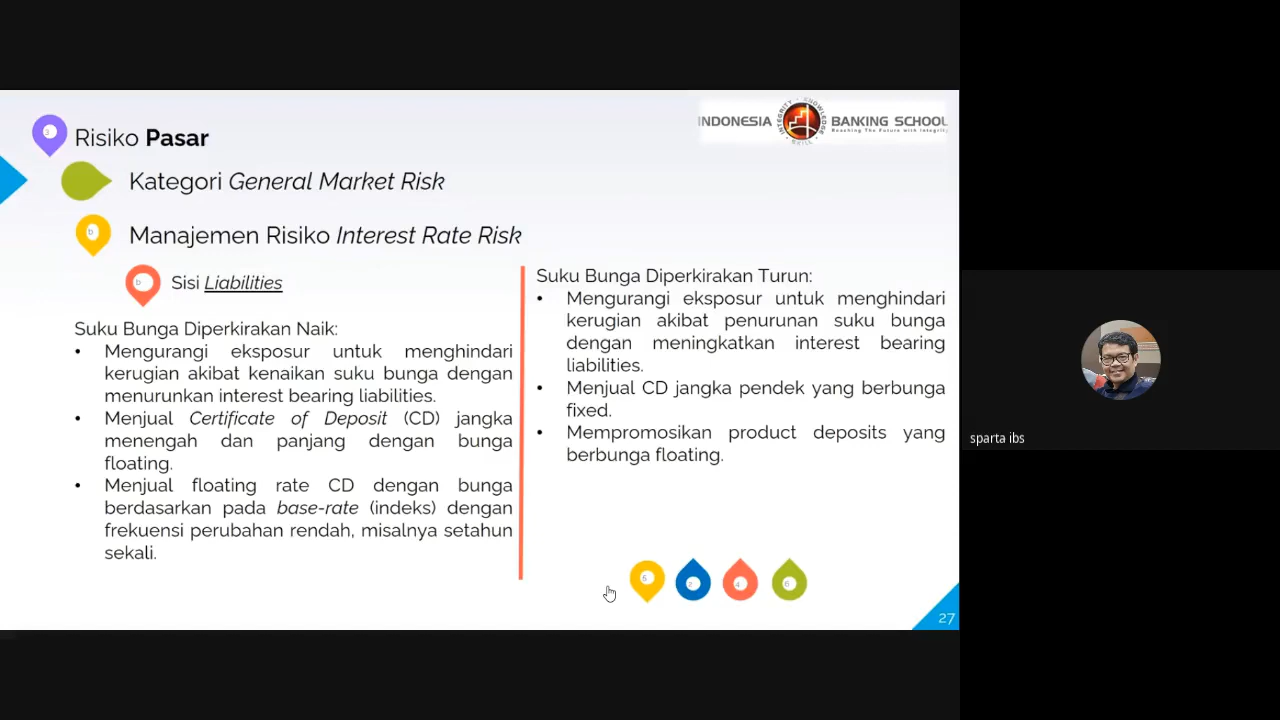 Risiko Pasar
INDONESIA BANKING SCHOOL
Reaching The Future with Integrity
Kategori General Market Risk
b
Manajemen Risiko Interest Rate Risk
b
Sisi Liabilities
Suku Bunga Diperkirakan Naik:
• Mengurangi eksposur untuk menghindari
kerugian akibat kenaikan suku bunga dengan
menurunkan interest bearing liabilities.
• Menjual Certificate of Deposit (CD) jangka
menengah dan panjang dengan bunga
floating.
• Menjual floating rate CD dengan bunga
berdasarkan pada base-rate (indeks) dengan
frekuensi perubahan rendah, misalnya setahun
sekali.
Suku Bunga Diperkirakan Turun:
• Mengurangi eksposur untuk menghindari
kerugian akibat penurunan suku bunga
dengan meningkatkan interest bearing
liabilities.
• Menjual CD jangka pendek yang berbunga
fixed.
• Mempromosikan product deposits yang
berbunga floating.
27
sparta ibs